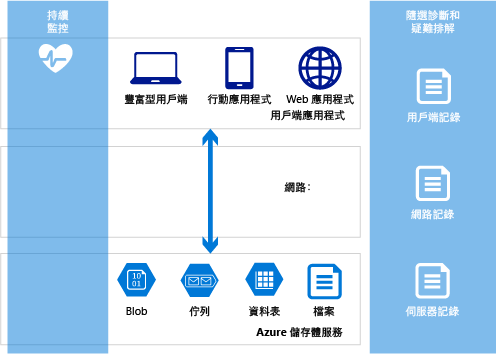 持續
監控
隨選診斷和
疑難排解
豐富型用戶端
行動應用程式
Web 應用程式
用戶端應用程式
用戶端記錄
網路：
網路記錄
10
01
Blob
佇列
資料表
檔案
伺服器記錄
Azure 儲存體服務